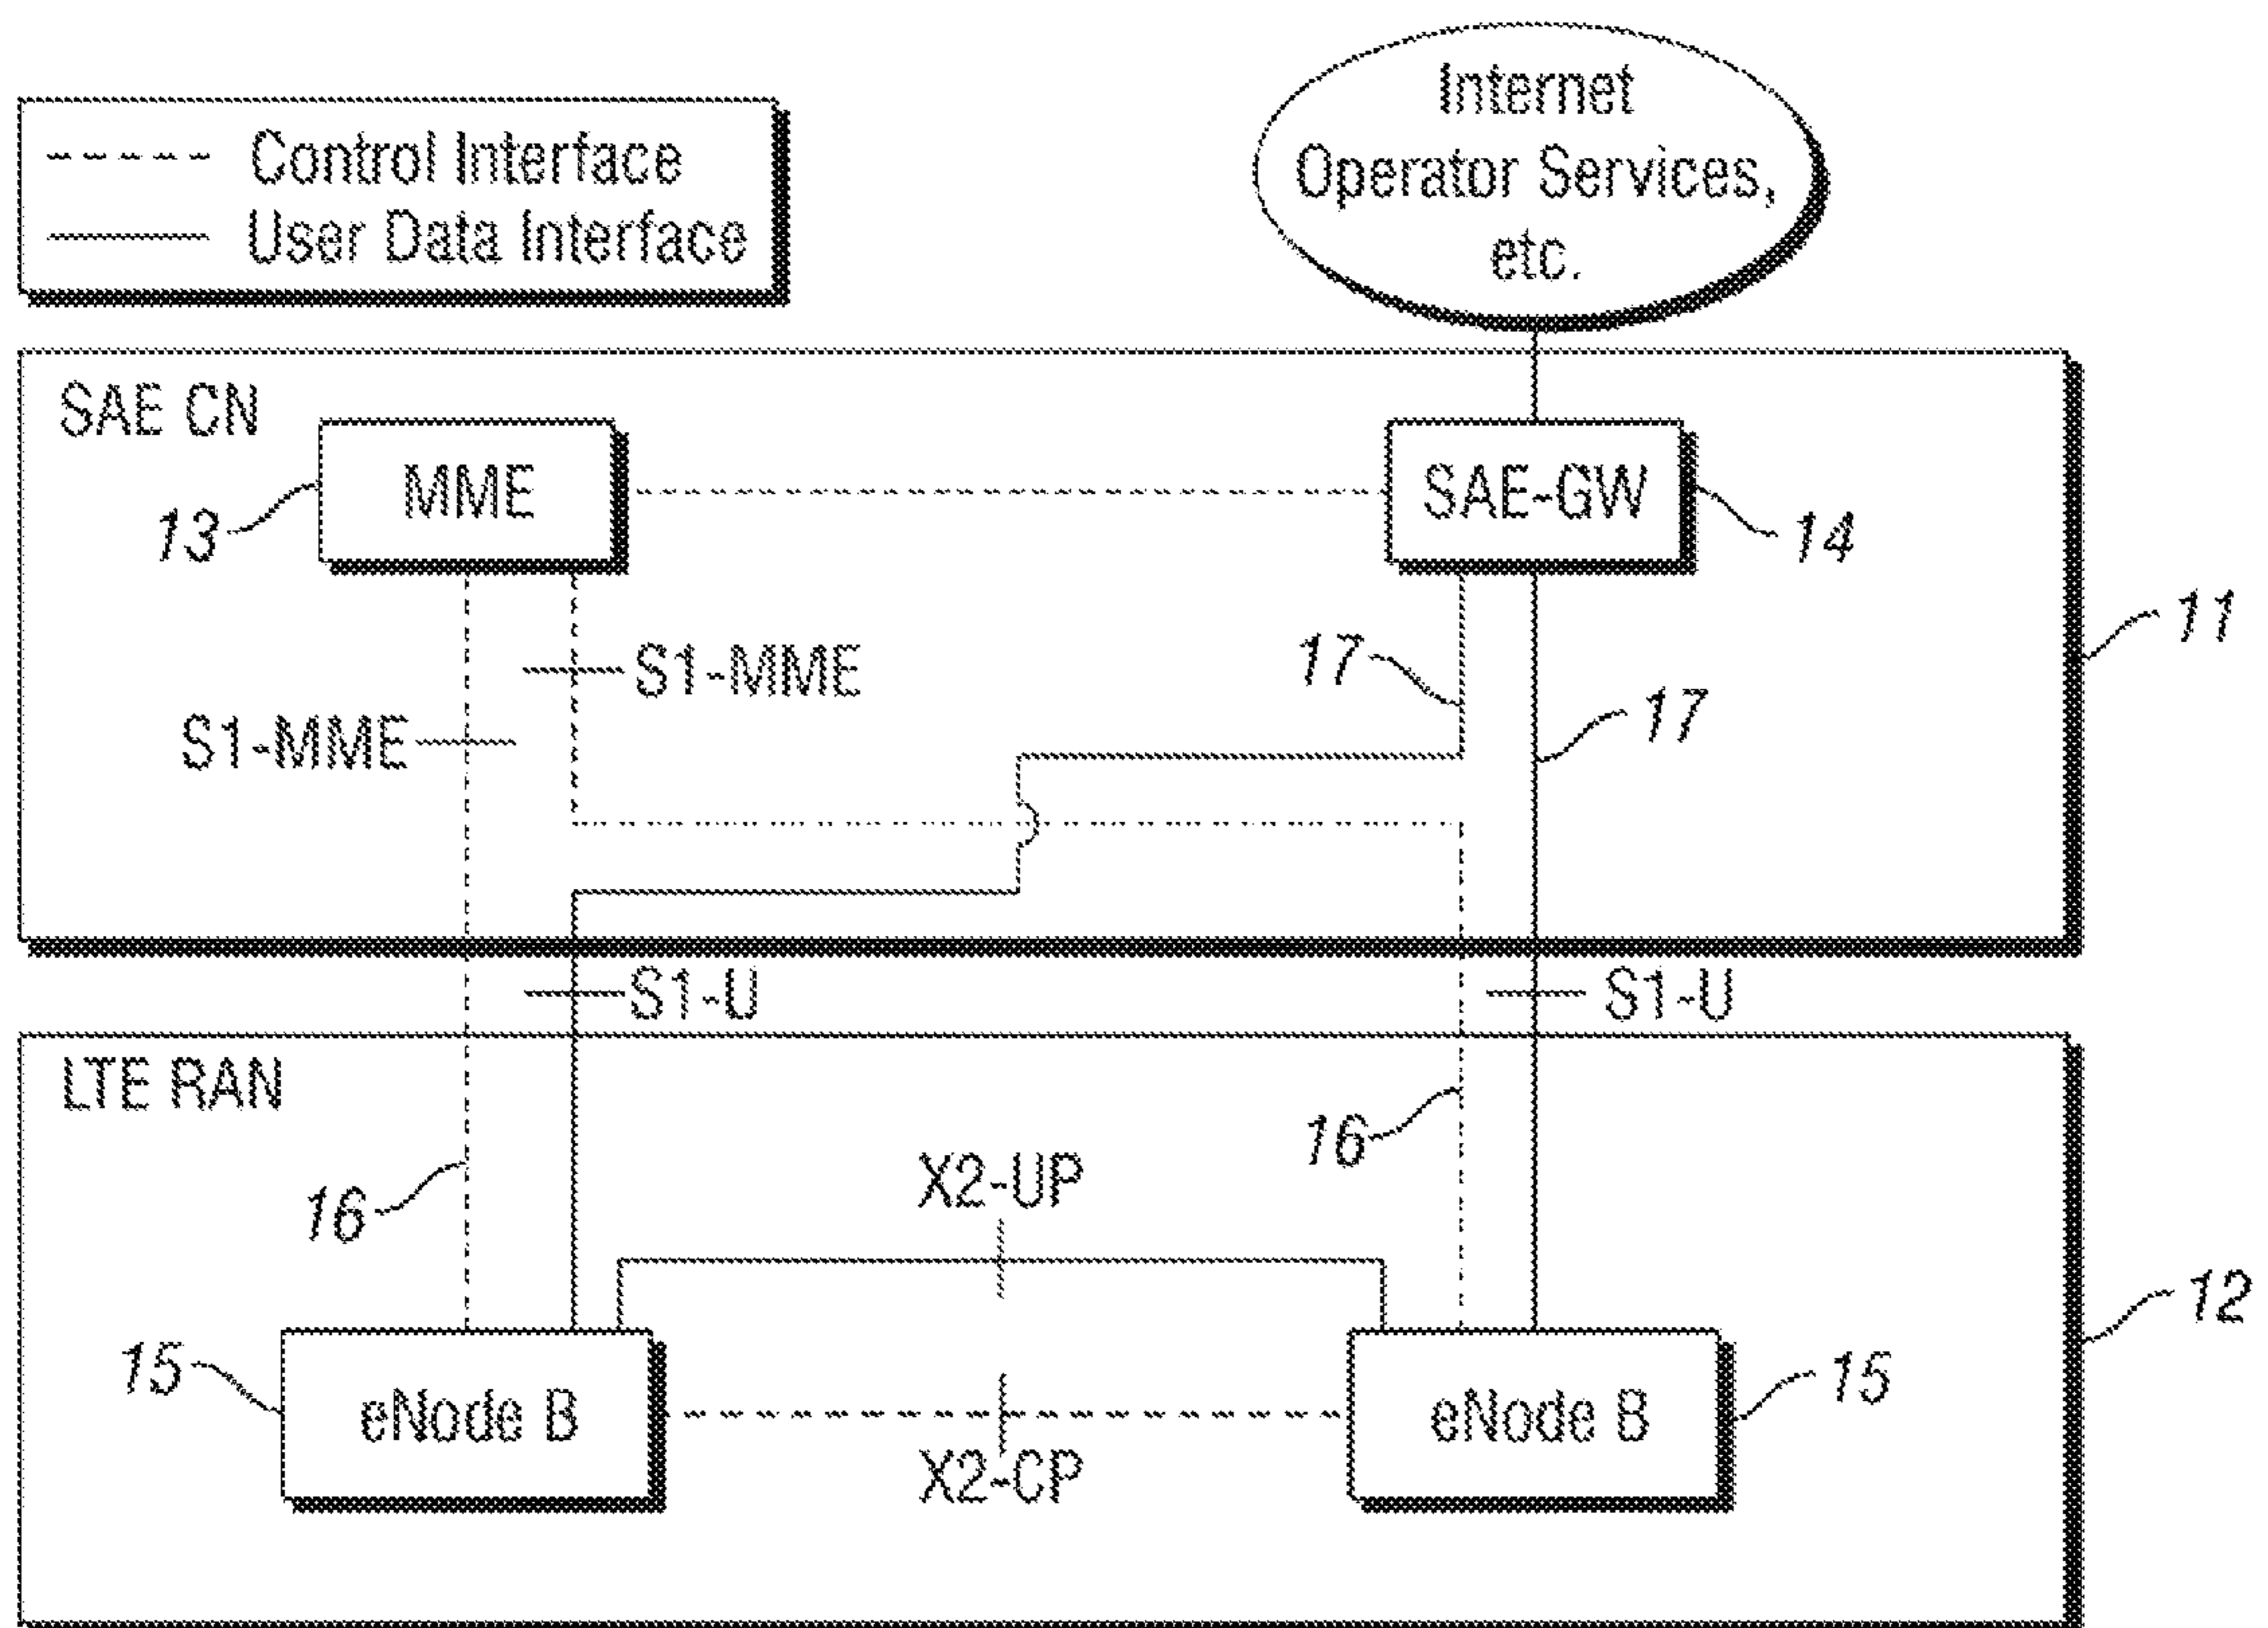 Internet
Operator Services,
etc.
Control Interface
User Data Interface
SAE CN
MME
SAE-GW
13
14
11
S1-MME
17
17
S1-MME
S1-U
S1-U
LTE RAN
16
X2-UP
16
12
15
eNode B
eNode B
15
X2-CP